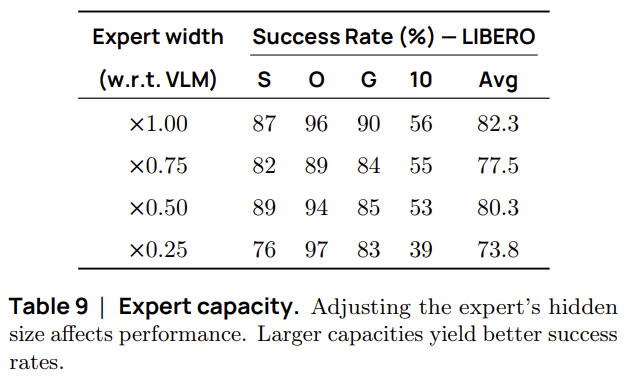 Expert width Success Rate (%) — LIBERO
(w.r.t. VLM) S O G 10 Avg
×1.00 87 96 90 56 82.3
×0.75 82 89 84 55 77.5
×0.50 89 94 85 53 80.3
×0.25 76 97 83 39 73.8
Table 9 | Expert capacity. Adjusting the expert's hidden
size affects performance. Larger capacities yield better success
rates.